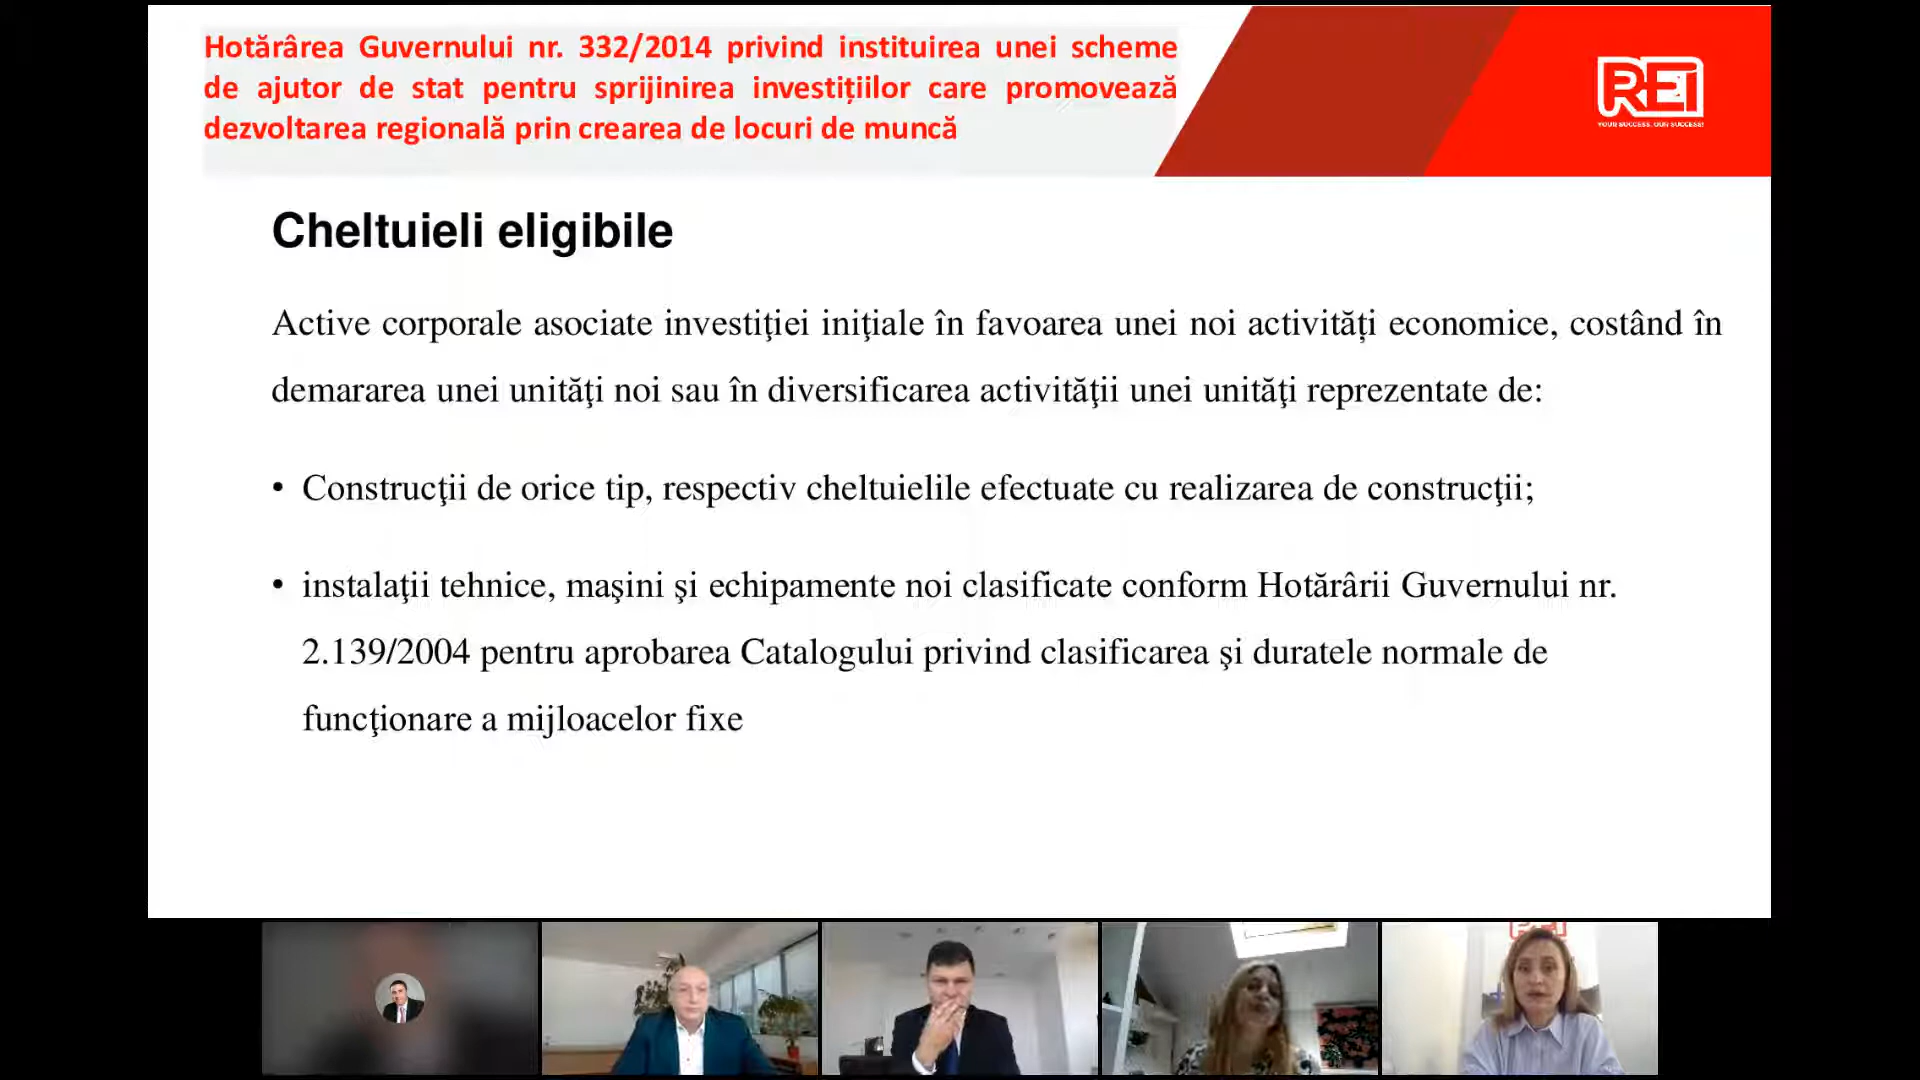 Hotărârea Guvernului nr. 332/2014 privind instituirea unei scheme
de ajutor de stat pentru sprijinirea investițiilor care promovează
dezvoltarea regională prin crearea de locuri de muncă
REI
YOUR SUCCESS, OUR SUCCESS!
Cheltuieli eligibile
Active corporale asociate investiţiei iniţiale în favoarea unei noi activități economice, costând în
demararea unei unităţi noi sau în diversificarea activităţii unei unităţi reprezentate de:
• Construcţii de orice tip, respectiv cheltuielile efectuate cu realizarea de construcţii;
• instalaţii tehnice, maşini şi echipamente noi clasificate conform Hotărârii Guvernului nr.
2.139/2004 pentru aprobarea Catalogului privind clasificarea şi duratele normale de
funcţionare a mijloacelor fixe
REI